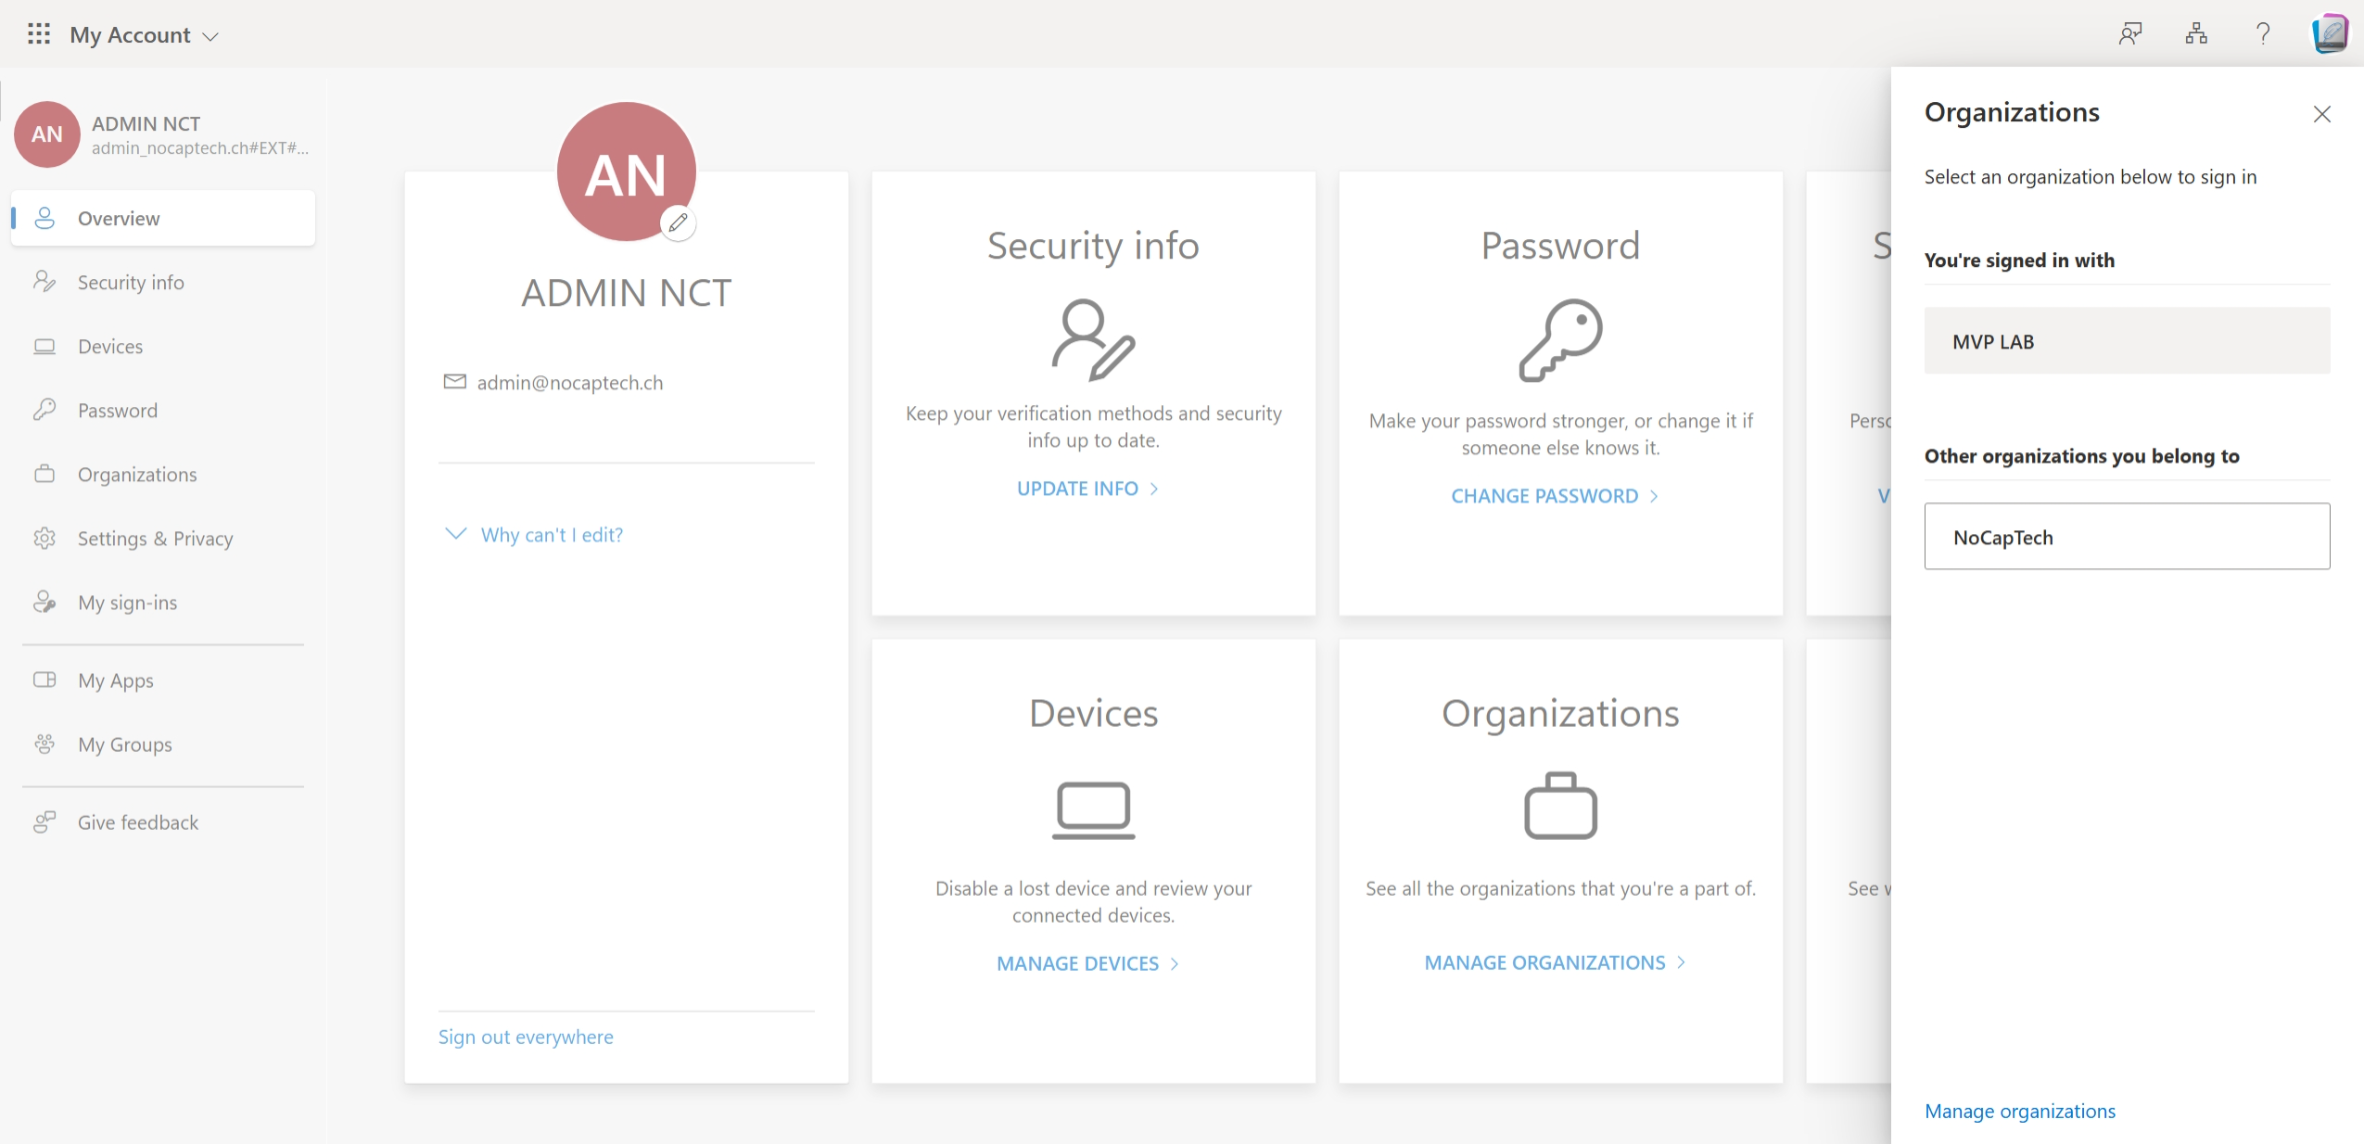 My Account
AN
ADMIN NCT
admin_nocaptech.ch#EXT#...
Overview
Security info
Devices
Password
Organizations
Settings & Privacy
My sign-ins
My Apps
My Groups
Give feedback
AN
ADMIN NCT
admin@nocaptech.ch
Why can't I edit?
Sign out everywhere
Security info
Keep your verification methods and security
info up to date.
UPDATE INFO
Password
Make your password stronger, or change it if
someone else knows it.
CHANGE PASSWORD
S
Perso
V
Devices
Disable a lost device and review your
connected devices.
MANAGE DEVICES
Organizations
See all the organizations that you're a part of.
MANAGE ORGANIZATIONS
See w
Organizations
Select an organization below to sign in
You're signed in with
MVP LAB
Other organizations you belong to
NoCapTech
Manage organizations